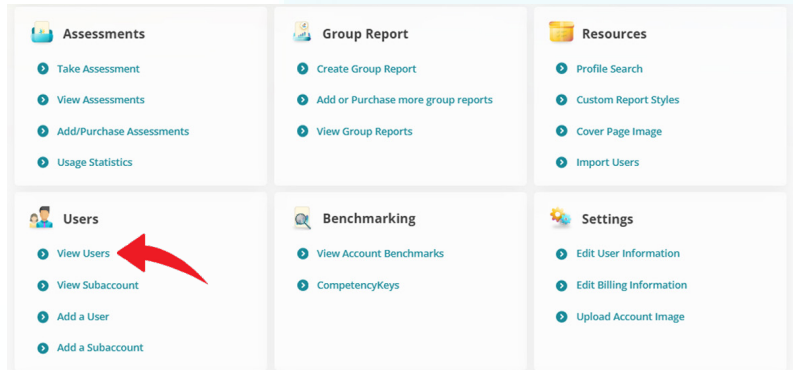 Assessments
Take Assessment
View Assessments
Add/Purchase Assessments
Usage Statistics
Group Report
Create Group Report
Add or Purchase more group reports
View Group Reports
Resources
Profile Search
Custom Report Styles
Cover Page Image
Import Users
Users
View Users
View Subaccount
Add a User
Add a Subaccount
Benchmarking
View Account Benchmarks
CompetencyKeys
Settings
Edit User Information
Edit Billing Information
Upload Account Image